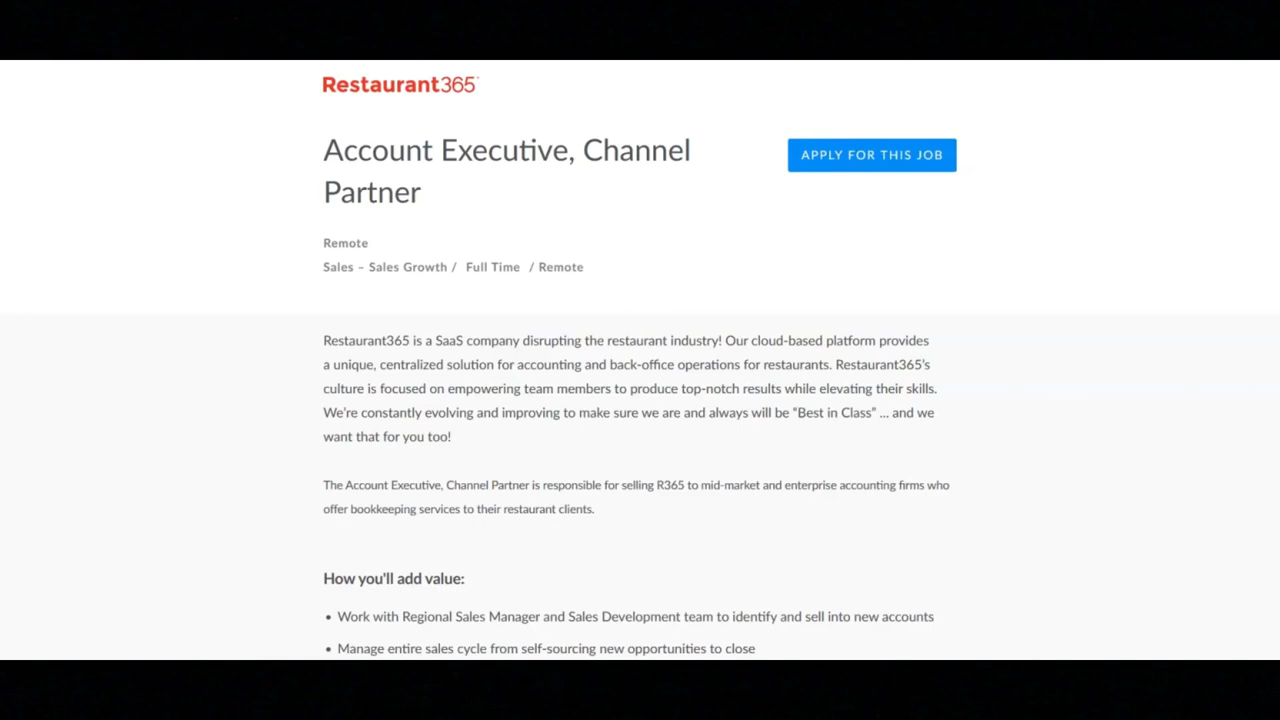 Restaurant365
Account Executive, Channel
Partner
APPLY FOR THIS JOB
Remote
Sales – Sales Growth / Full Time / Remote
Restaurant365 is a SaaS company disrupting the restaurant industry! Our cloud-based platform provides
a unique, centralized solution for accounting and back-office operations for restaurants. Restaurant365's
culture is focused on empowering team members to produce top-notch results while elevating their skills.
We're constantly evolving and improving to make sure we are and always will be “Best in Class” ... and we
want that for you too!
The Account Executive, Channel Partner is responsible for selling R365 to mid-market and enterprise accounting firms who
offer bookkeeping services to their restaurant clients.
How you'll add value:
• Work with Regional Sales Manager and Sales Development team to identify and sell into new accounts
• Manage entire sales cycle from self-sourcing new opportunities to close